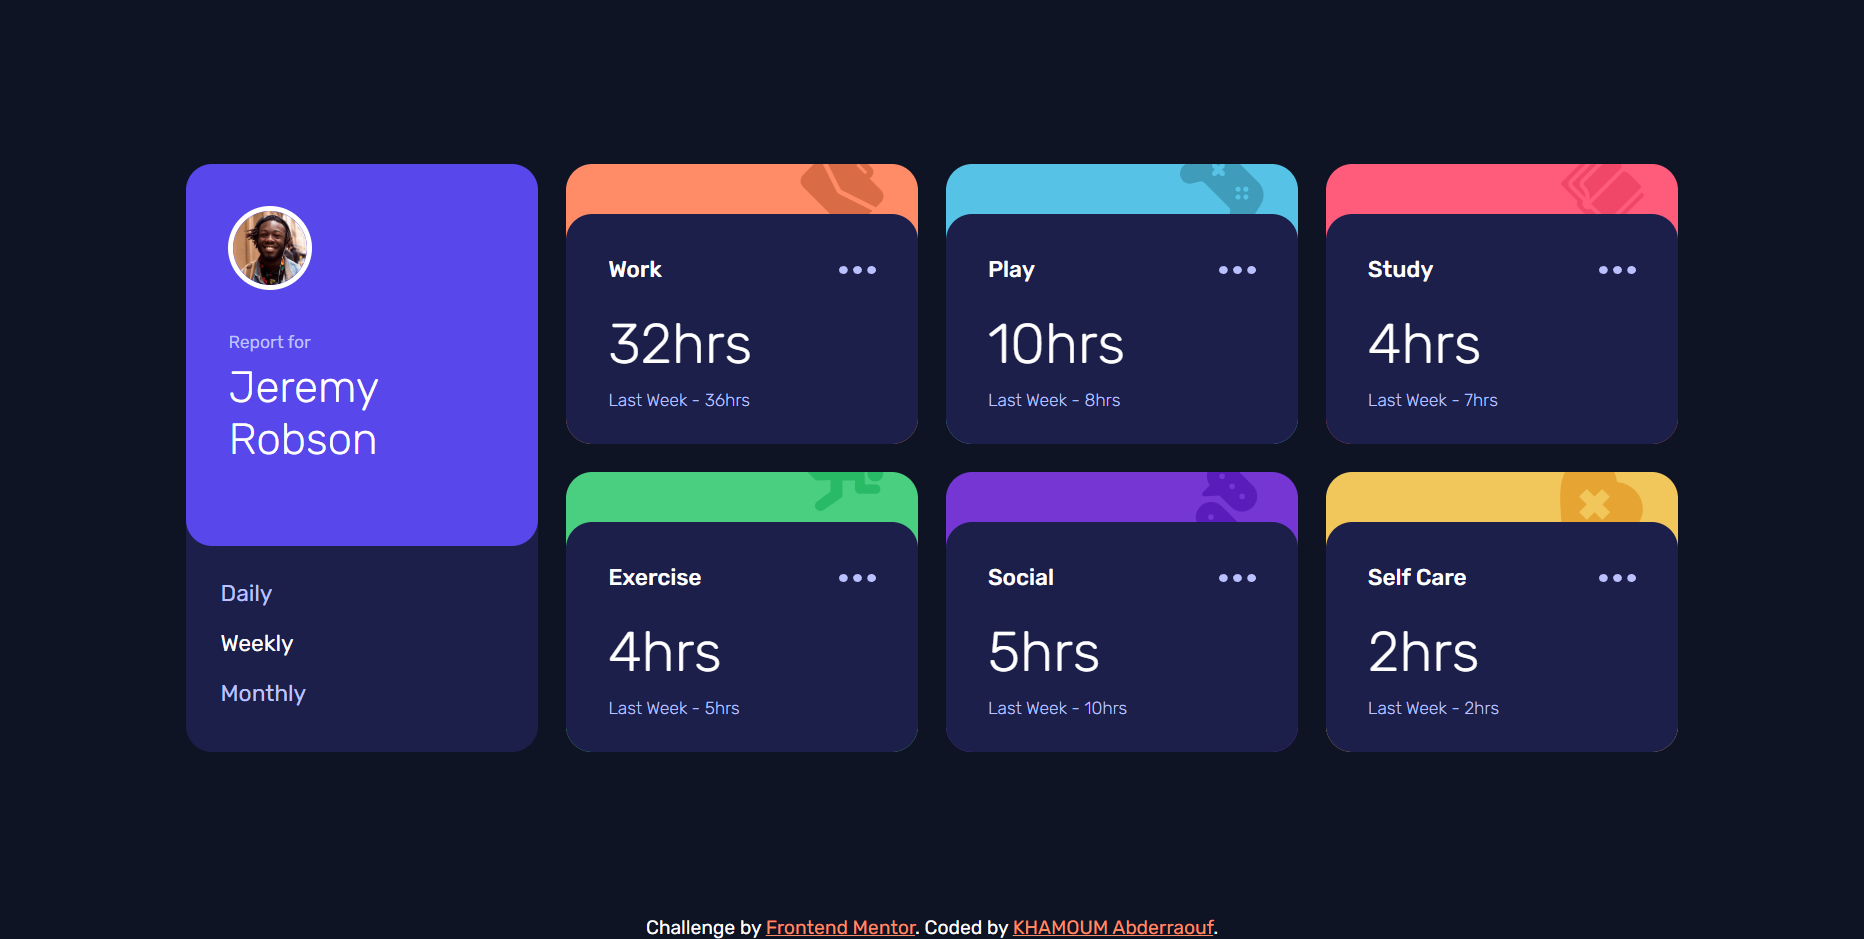 Report for
Jeremy
Robson
Daily
Weekly
Monthly
Work
32hrs
Last Week - 36hrs
Play
10hrs
Last Week - 8hrs
Study
4hrs
Last Week - 7hrs
Exercise
4hrs
Last Week - 5hrs
Social
5hrs
Last Week - 10hrs
Self Care
2hrs
Last Week - 2hrs
Challenge by Frontend Mentor. Coded by KHAMOUM Abderraouf.